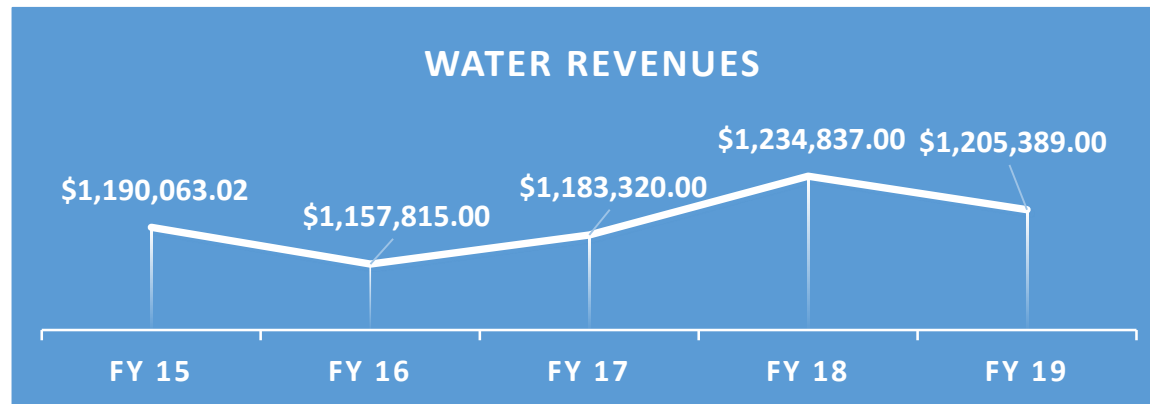 WATER REVENUES
$1,234,837.00 $1,205,389.00
$1,190,063.02 $1,183,320.00
$1,157,815.00
FY 15 FY 16 FY 17 FY 18 FY 19